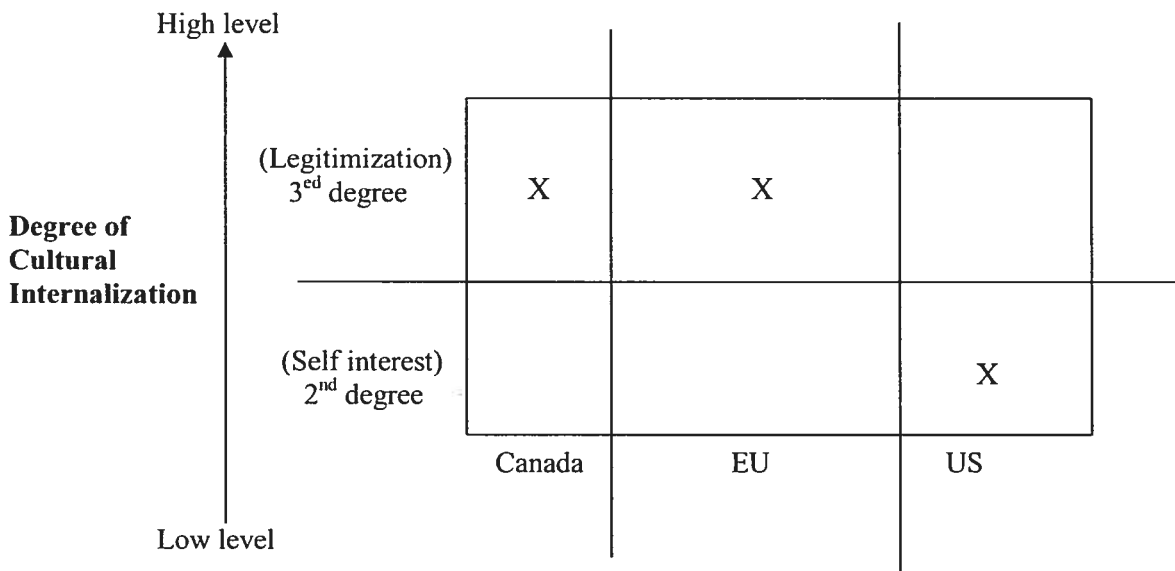 High level
(Legitimization)
3ed degree
X X
Degree of
Cultural
Internalization
(Self interest)
2nd degree
X
Canada EU US
Low level